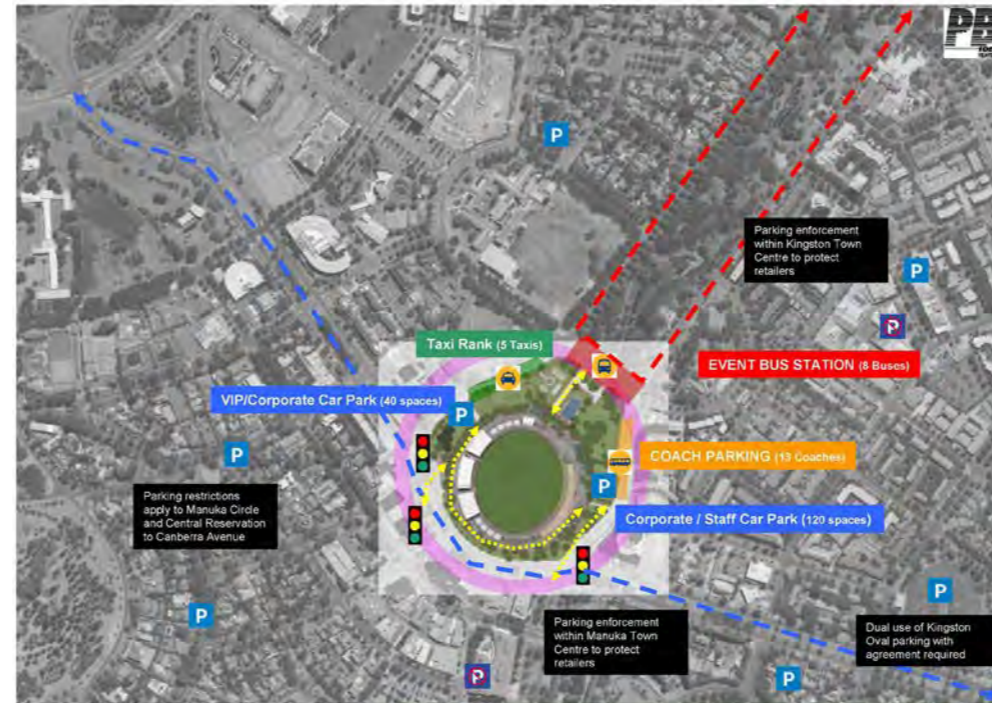 PB
P
Parking enforcement
within Kingston Town
Centre to protect
retailers
P
P
Taxi Rank (5 Taxis)
EVENT BUS STATION (8 Buses)
VIP/Corporate Car Park (40 spaces)
P
P
COACH PARKING (13 Coaches)
P
Parking restrictions
apply to Manuka Circle
and Central Reservation
to Canberra Avenue
Corporate / Staff Car Park (120 spaces)
P
P
Parking enforcement
within Manuka Town
Centre to protect
retailers
Dual use of Kingston
Oval parking with
agreement required
P
P